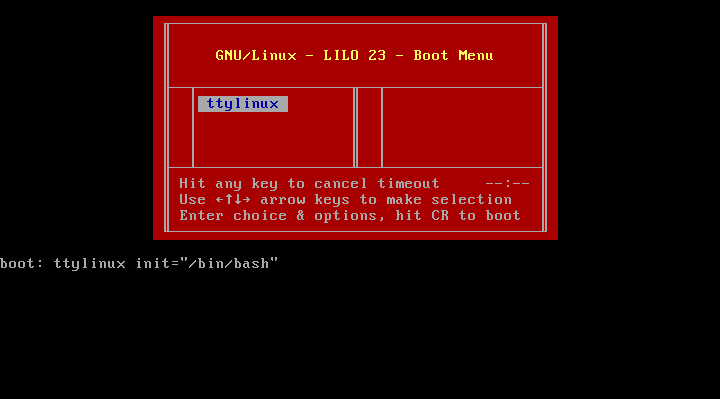 GNU/Linux - LILO 23 - Boot Menu
ttylinux
Hit any key to cancel timeout --:--
Use ←↑↓→ arrow keys to make selection
Enter choice & options, hit CR to boot
boot: ttylinux init="/bin/bash"